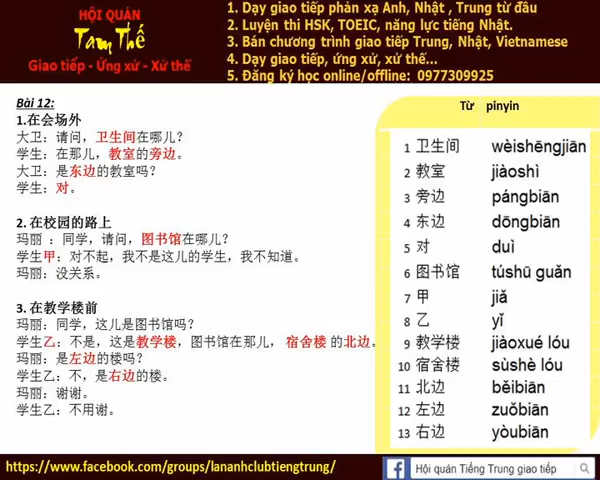 HỘI QUÁN
Tam Thế
Giao tiếp - Ứng xử - Xử thế
1. Dạy giao tiếp phản xạ Anh, Nhật , Trung từ đầu
2. Luyện thi HSK, TOEIC, năng lực tiếng Nhật.
3. Bán chương trình giao tiếp Trung, Nhật, Vietnamese
4. Dạy giao tiếp, ứng xử, xử thế...
5. Đăng ký học online/offline: 0977309925
Bài 12:
1.在会场外
大卫：请问，卫生间在哪儿？
学生：在那儿，教室的旁边。
大卫：是东边的教室吗？
学生：对。
2. 在校园的路上
玛丽 ：同学，请问，图书馆在哪儿？
学生甲：对不起，我不是这儿的学生，我不知道。
玛丽：没关系。
3. 在教学楼前
玛丽：同学，这儿是图书馆吗？
学生乙：不是，这是教学楼，图书馆在那儿， 宿舍楼 的北边。
玛丽：是左边的楼吗？
学生乙：不，是右边的楼。
玛丽：谢谢。
学生乙：不用谢。
Từ pinyin
1 卫生间 wèishēngjiān
2 教室 jiàoshì
3 旁边 pángbiān
4 东边 dōngbiān
5 对 duì
6 图书馆 túshū guǎn
7 甲 jiǎ
8 乙 yǐ
9 教学楼 jiàoxué lóu
10 宿舍楼 sùshè lóu
11 北边 běibiān
12 左边 zuǒbiān
13 右边 yòubiān
https://www.facebook.com/groups/lananhclubtiengtrung/
f Hội quán Tiếng Trung giao tiếp